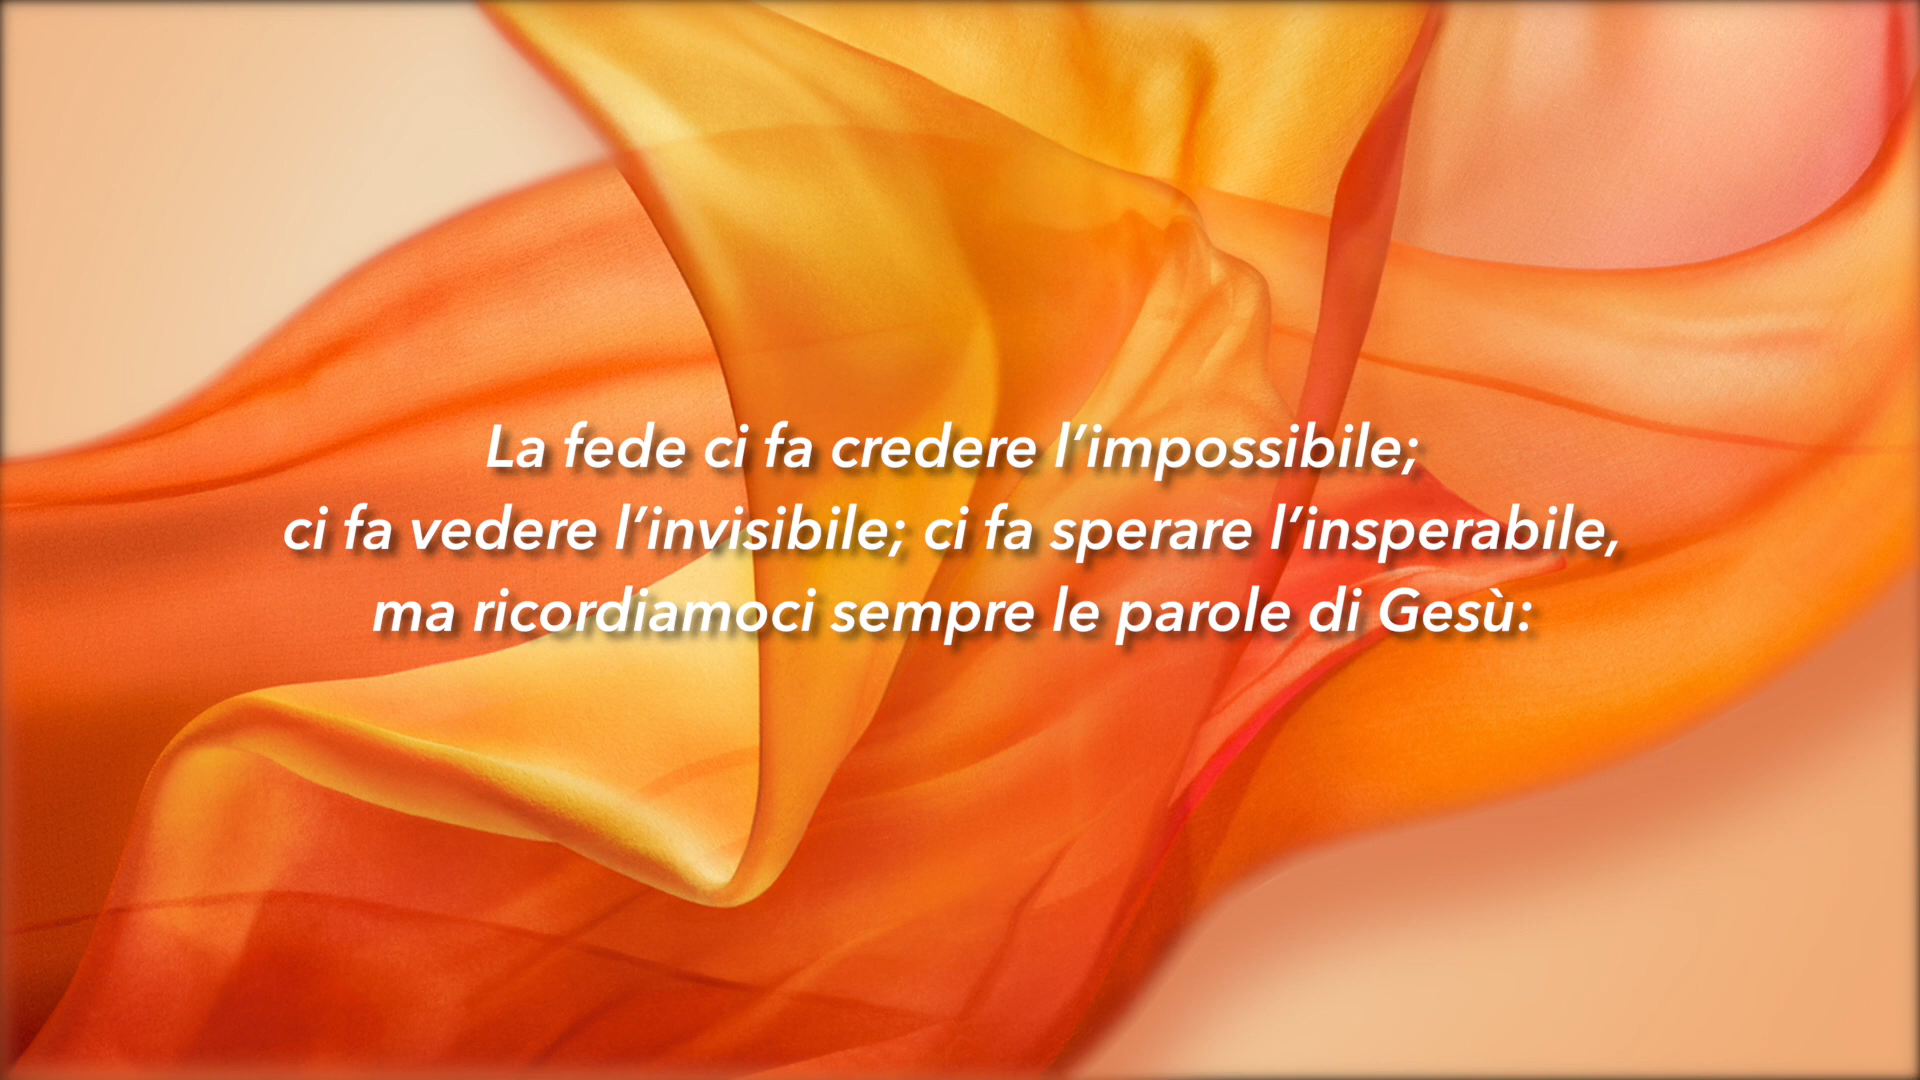 La fede ci fa credere l’impossibile;
ci fa vedere l’invisibile; ci fa sperare l’insperabile,
ma ricordiamoci sempre le parole di Gesù: